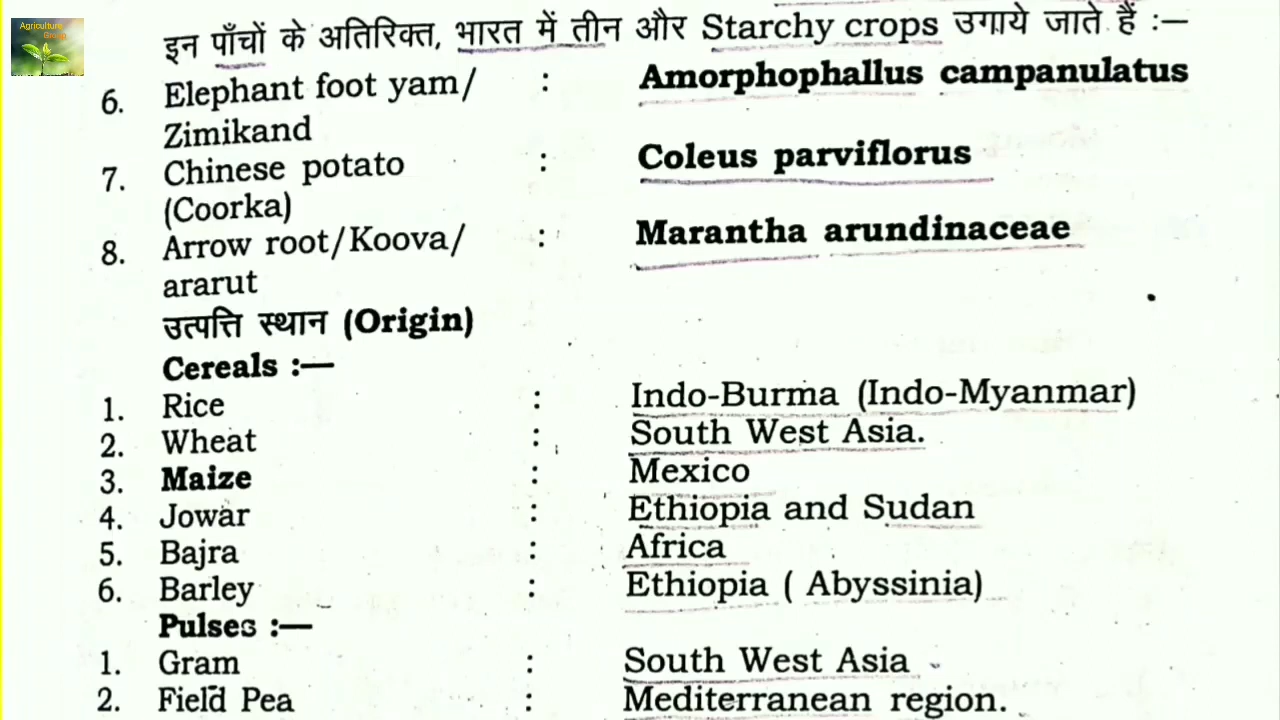 Agriculture
Biology
इन पाँचों के अतिरिक्त, भारत में तीन और Starchy crops उगाये जाते हैं :—
6. Elephant foot yam/ : Amorphophallus campanulatus
Zimikand
7. Chinese potato : Coleus parviflorus
(Coorka)
8. Arrow root/Koova/ : Marantha arundinaceae
ararut
उत्पत्ति स्थान (Origin)
Cereals :—
1. Rice : Indo-Burma (Indo-Myanmar)
2. Wheat : South West Asia.
3. Maize : Mexico
4. Jowar : Ethiopia and Sudan
5. Bajra : Africa
6. Barley : Ethiopia ( Abyssinia)
Pulses :—
1. Gram : South West Asia
2. Field Pea : Mediterranean region.